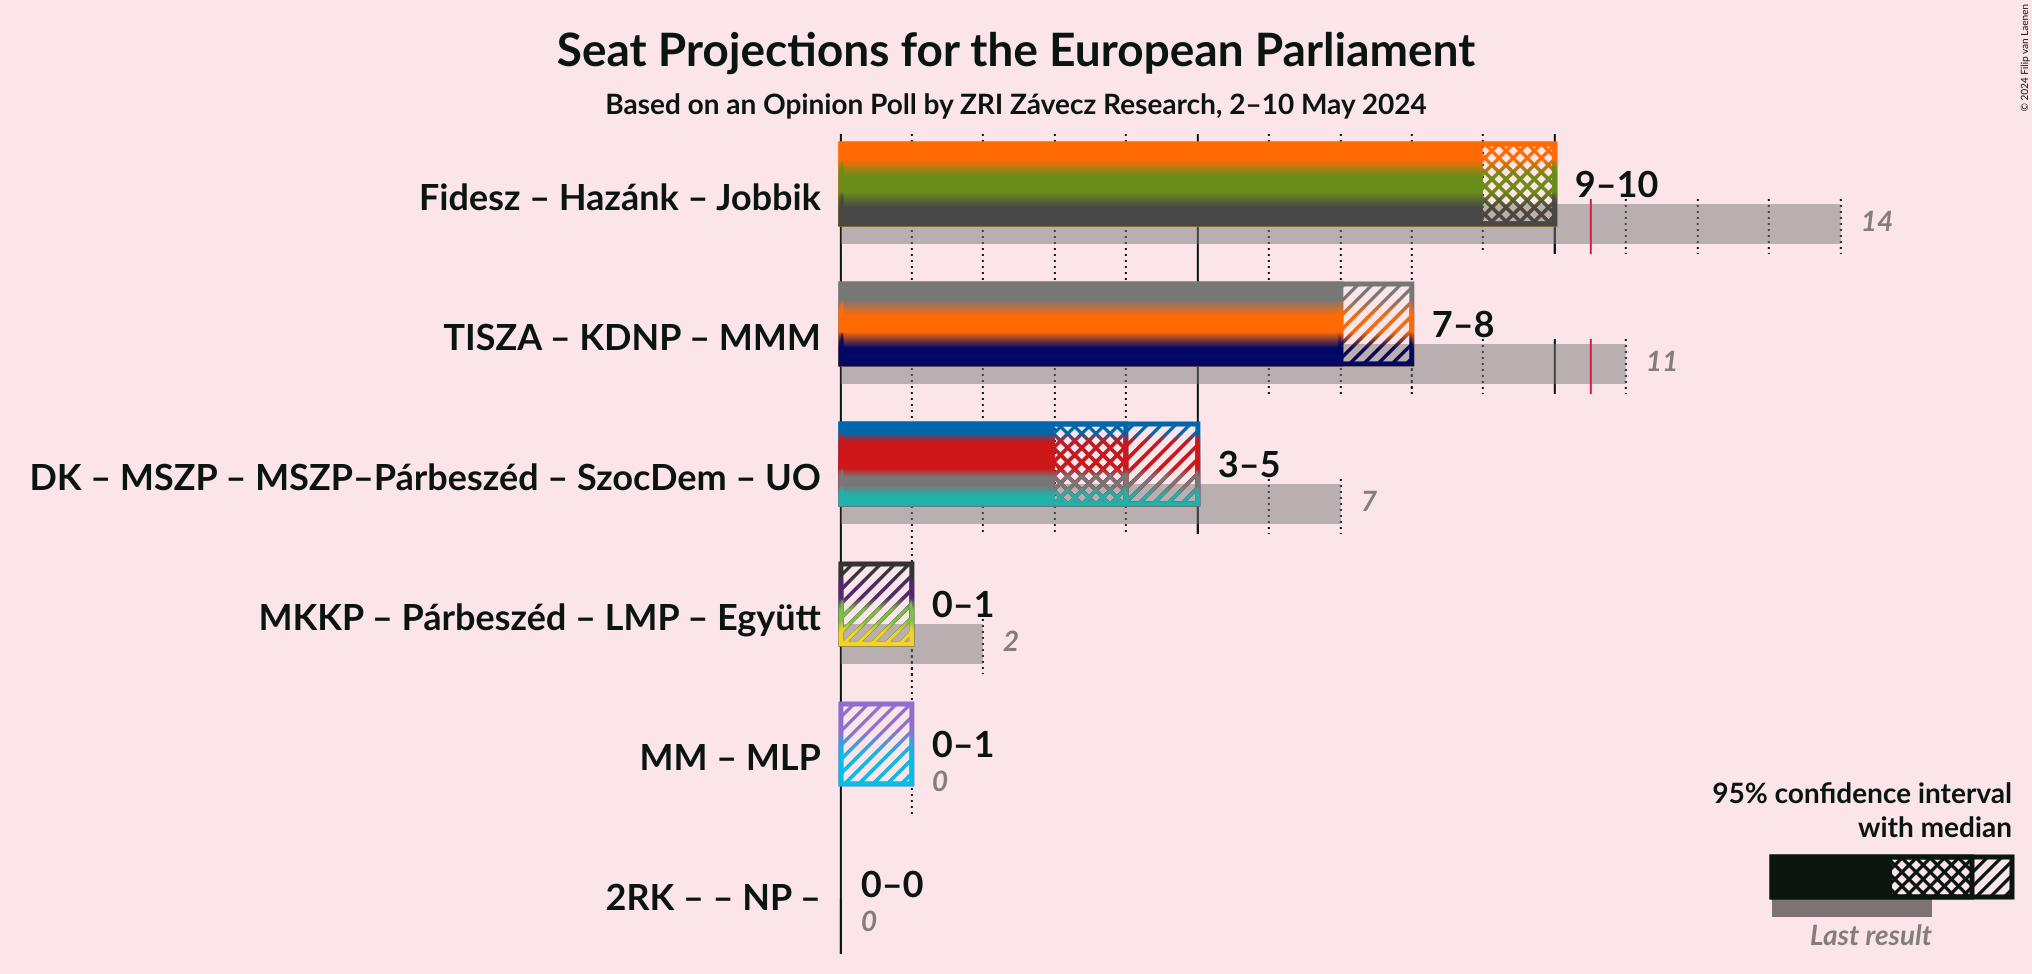 Seat Projections for the European Parliament
Based on an Opinion Poll by ZRI Závecz Research, 2–10 May 2024
© 2024 Filip van Laenen
Fidesz – Hazánk – Jobbik
9–10
14
TISZA – KDNP – MMM
7–8
11
DK – MSZP – MSZP–Párbeszéd – SzocDem – UO
3–5
7
MKKP – Párbeszéd – LMP – Együtt
0–1
2
MM – MLP
0–1
0
2RK – – NP –
0–0
0
95% confidence interval
with median
Last result